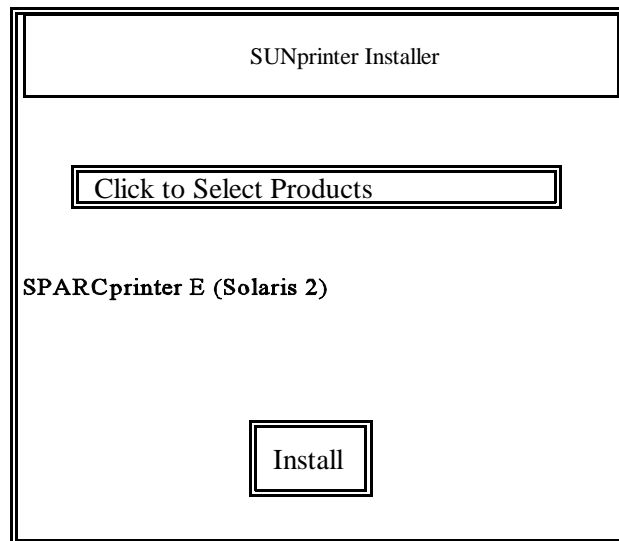 SUNprinter Installer
Click to Select Products
SPARCprinter E (Solaris 2)
Install